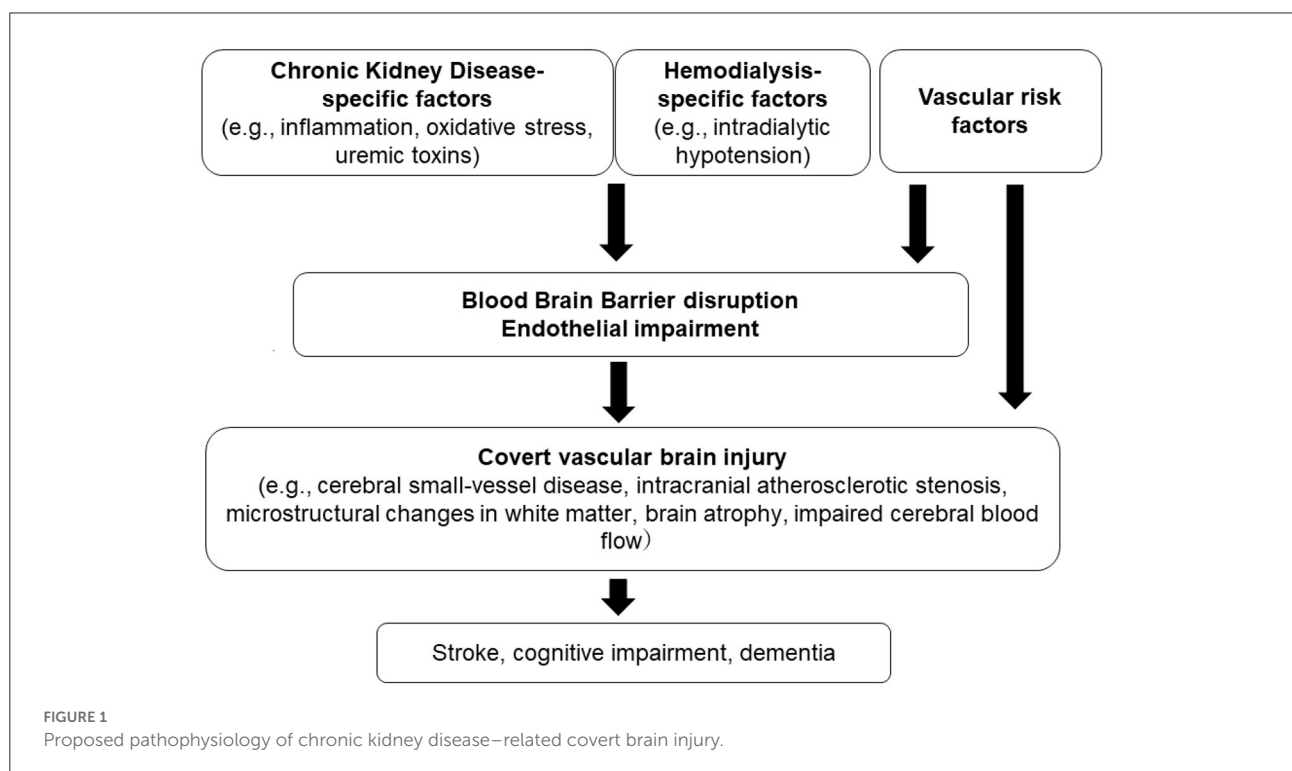 Chronic Kidney Disease-
specific factors
(e.g., inflammation, oxidative stress,
uremic toxins)
Hemodialysis-
specific factors
(e.g., intradialytic
hypotension)
Vascular risk
factors
Blood Brain Barrier disruption
Endothelial impairment
Covert vascular brain injury
(e.g., cerebral small-vessel disease, intracranial atherosclerotic stenosis,
microstructural changes in white matter, brain atrophy, impaired cerebral blood
flow）
Stroke, cognitive impairment, dementia
FIGURE 1
Proposed pathophysiology of chronic kidney disease–related covert brain injury.